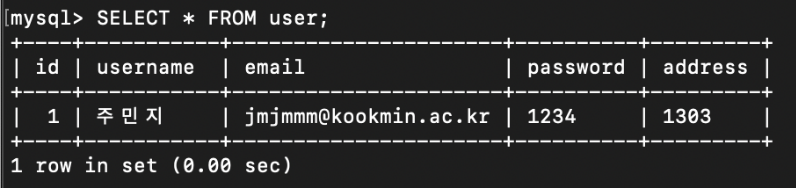 [mysql> SELECT * FROM user;
+----+-----------+-----------------------+----------+---------+
| id | username  | email                 | password | address |
+----+-----------+-----------------------+----------+---------+
|  1 | 주민지    | jmjmmm@kookmin.ac.kr | 1234     | 1303    |
+----+-----------+-----------------------+----------+---------+
1 row in set (0.00 sec)